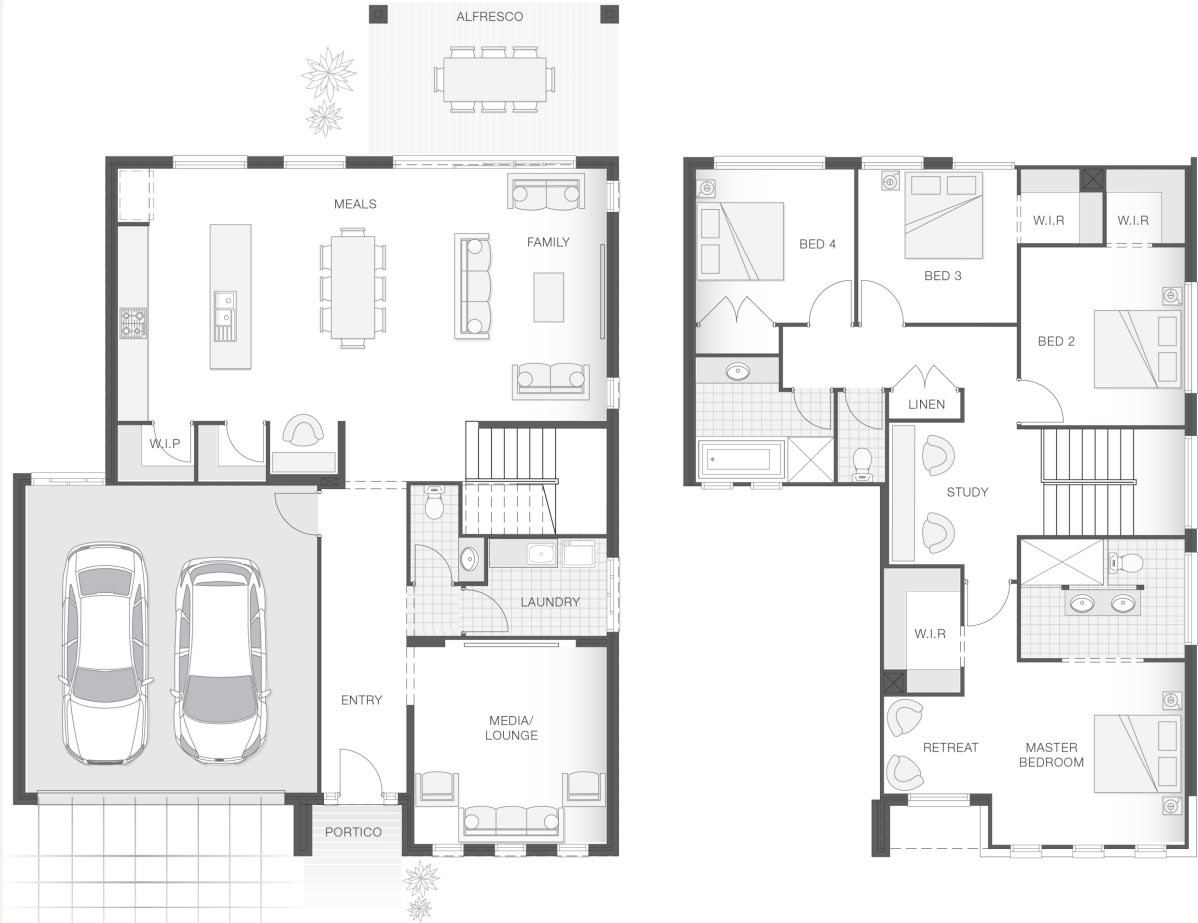 ALFRESCO
MEALS
FAMILY
W.I.P
LAUNDRY
ENTRY
MEDIA/
LOUNGE
PORTICO
BED 4
BED 3
W.I.R
W.I.R
BED 2
LINEN
STUDY
W.I.R
RETREAT
MASTER
BEDROOM